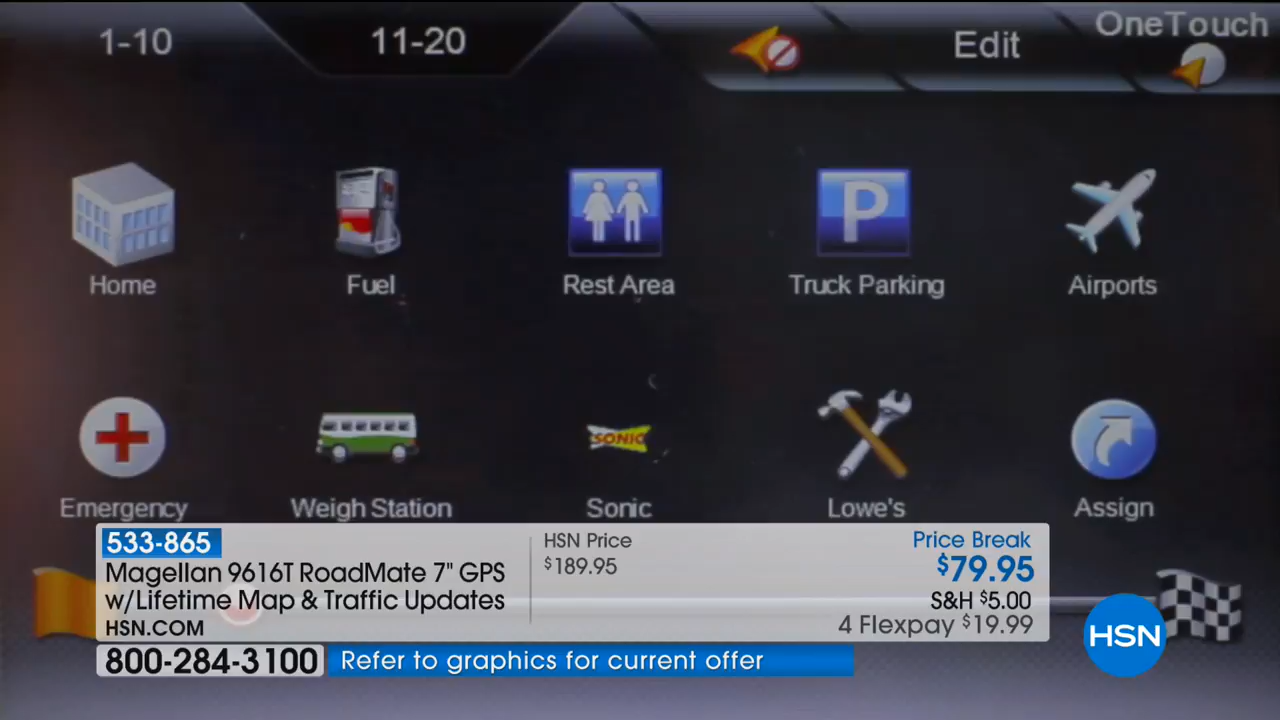 1-10
11-20
Edit
OneTouch
P
Home
Fuel
Rest Area
Truck Parking
Airports
SONIC
Emergency
Weigh Station
Sonic
Lowe's
Assign
533-865
Magellan 9616T RoadMate 7" GPS
w/Lifetime Map & Traffic Updates
HSN.COM
HSN Price
$189.95
Price Break
$79.95
S&H $5.00
4 Flexpay $19.99
HSN
800-284-3100
Refer to graphics for current offer